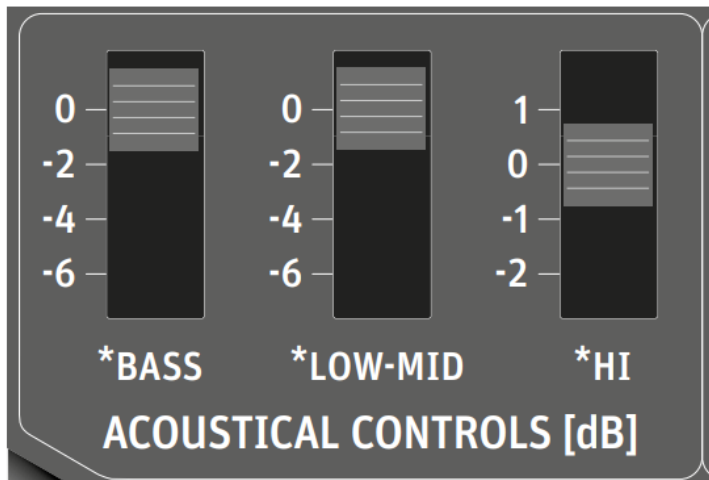 0 0 1
-2 -2 0
-4 -4 -1
-6 -6 -2
*BASS *LOW-MID *HI
ACOUSTICAL CONTROLS [dB]